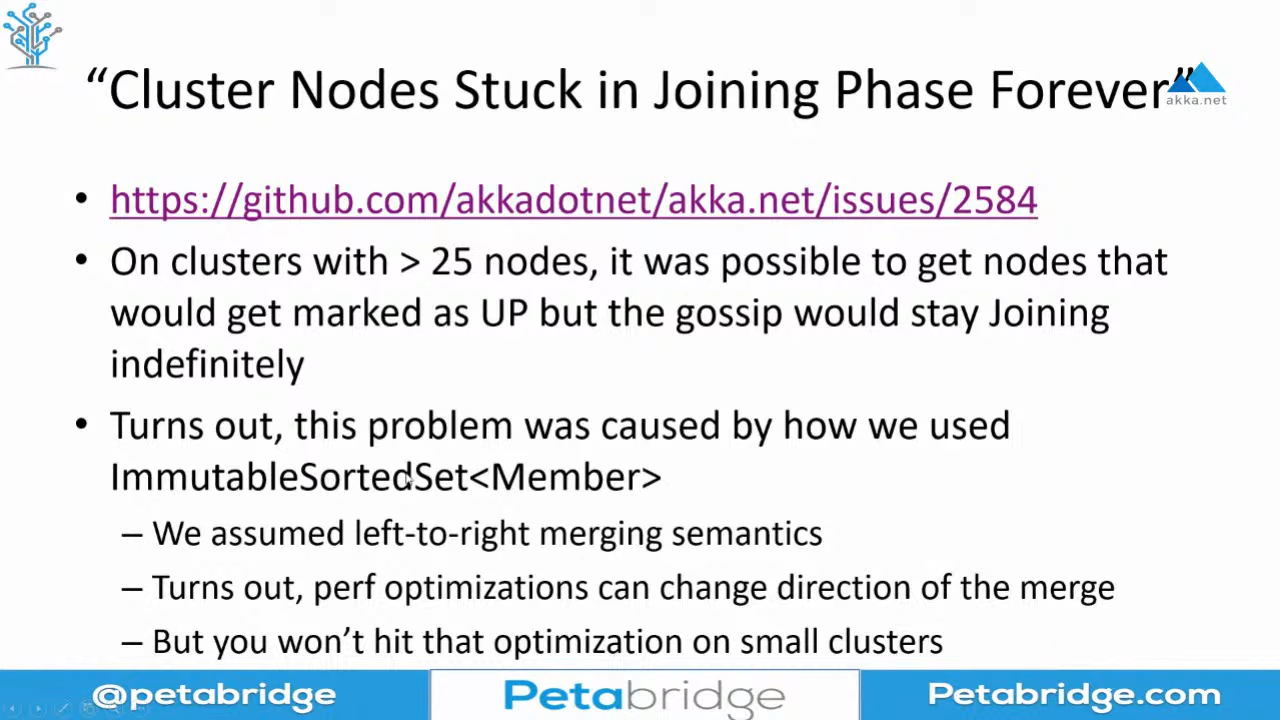 “Cluster Nodes Stuck in Joining Phase Forever”
akka.net
• https://github.com/akkadotnet/akka.net/issues/2584
• On clusters with > 25 nodes, it was possible to get nodes that
would get marked as UP but the gossip would stay Joining
indefinitely
• Turns out, this problem was caused by how we used
ImmutableSortedSet<Member>
– We assumed left-to-right merging semantics
– Turns out, perf optimizations can change direction of the merge
– But you won’t hit that optimization on small clusters
@petabridge
Petabridge
Petabridge.com